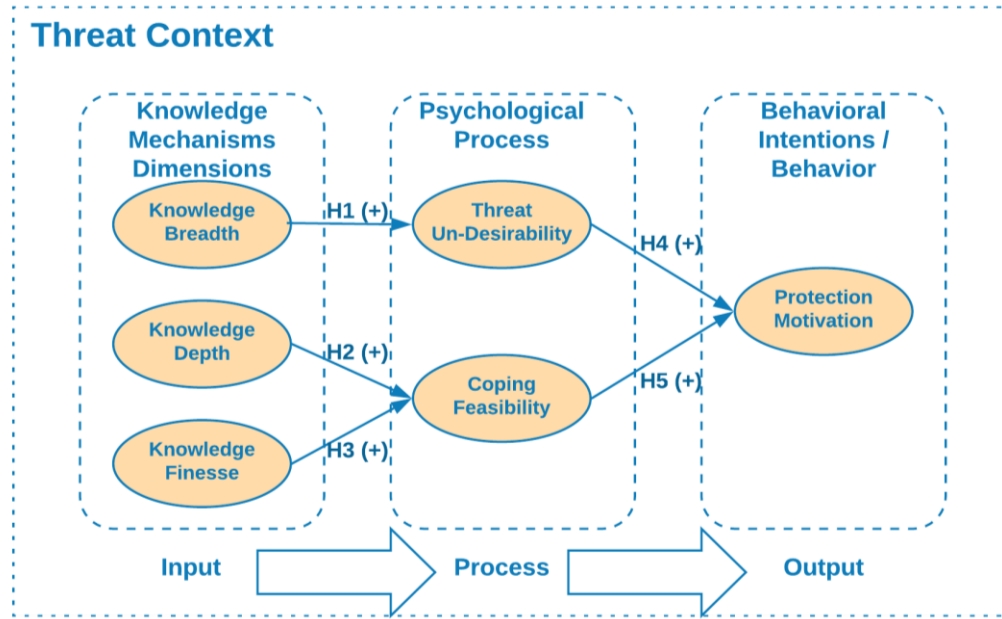 Threat Context
Knowledge
Mechanisms
Dimensions
Psychological
Process
Behavioral
Intentions /
Behavior
Knowledge
Breadth
H1 (+)
Threat
Un-Desirability
H4 (+)
Protection
Motivation
Knowledge
Depth
H2 (+)
Coping
Feasibility
H5 (+)
Knowledge
Finesse
H3 (+)
Input
Process
Output